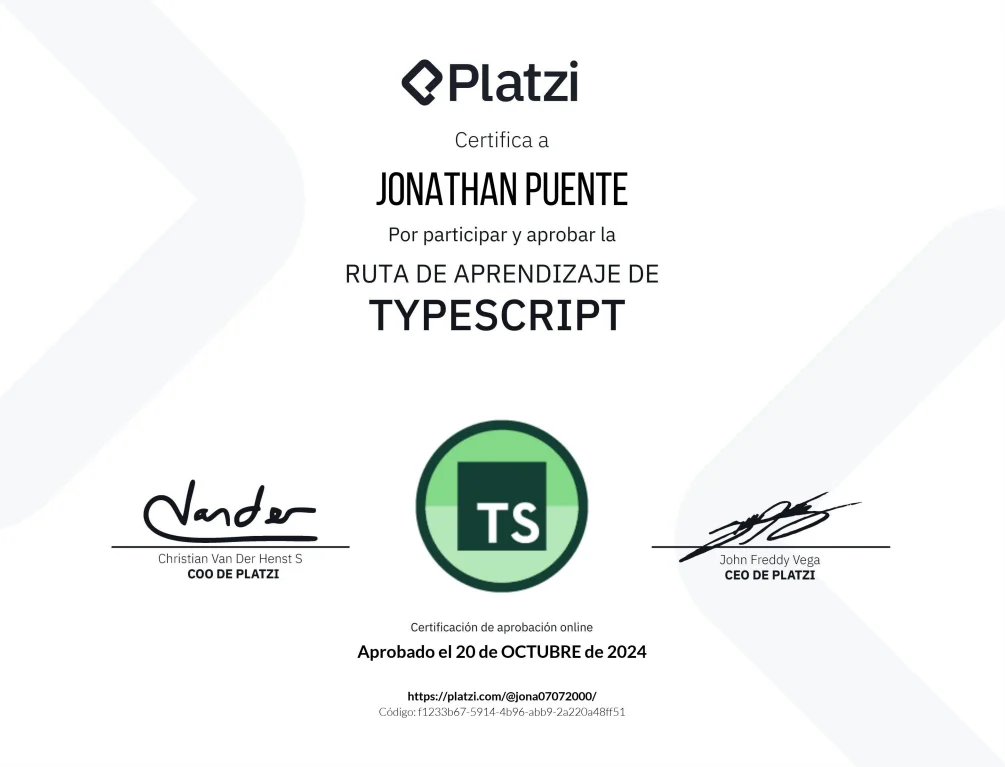 Platzi
Certifica a
JONATHAN PUENTE
Por participar y aprobar la
RUTA DE APRENDIZAJE DE
TYPESCRIPT
TS
Vander
Christian Van Der Henst S
COO DE PLATZI
John Freddy Vega
CEO DE PLATZI
Certificación de aprobación online
Aprobado el 20 de OCTUBRE de 2024
https://platzi.com/@jona07072000/
Código: f1233b67-5914-4b96-abb9-2a220a48ff51